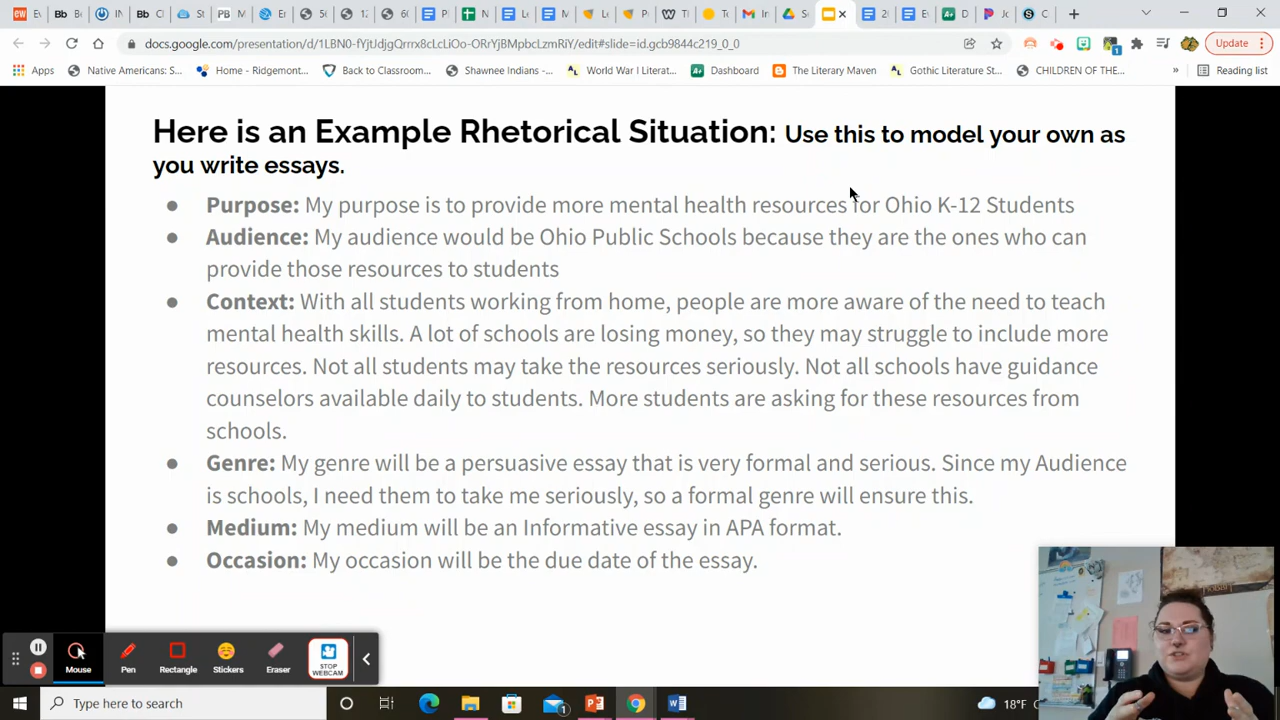 docs.google.com/presentation/d/1LBN0-fYjtUdjgQrnx8cLcLfOo-ORrYjBMpbcLzmRiY/edit#slide=id.gcb9844c219_0_0
Update
Apps Native Americans: S... Home - Ridgemont... Back to Classroom... Shawnee Indians -... World War I Literat... Dashboard The Literary Maven Gothic Literature St... CHILDREN OF THE... » Reading list
Here is an Example Rhetorical Situation: Use this to model your own as
you write essays.
● Purpose: My purpose is to provide more mental health resources for Ohio K-12 Students
● Audience: My audience would be Ohio Public Schools because they are the ones who can
provide those resources to students
● Context: With all students working from home, people are more aware of the need to teach
mental health skills. A lot of schools are losing money, so they may struggle to include more
resources. Not all students may take the resources seriously. Not all schools have guidance
counselors available daily to students. More students are asking for these resources from
schools.
● Genre: My genre will be a persuasive essay that is very formal and serious. Since my Audience
is schools, I need them to take me seriously, so a formal genre will ensure this.
● Medium: My medium will be an Informative essay in APA format.
● Occasion: My occasion will be the due date of the essay.
Mouse Pen Rectangle Stickers Eraser STOP
WEBCAM
Type here to search
18°F